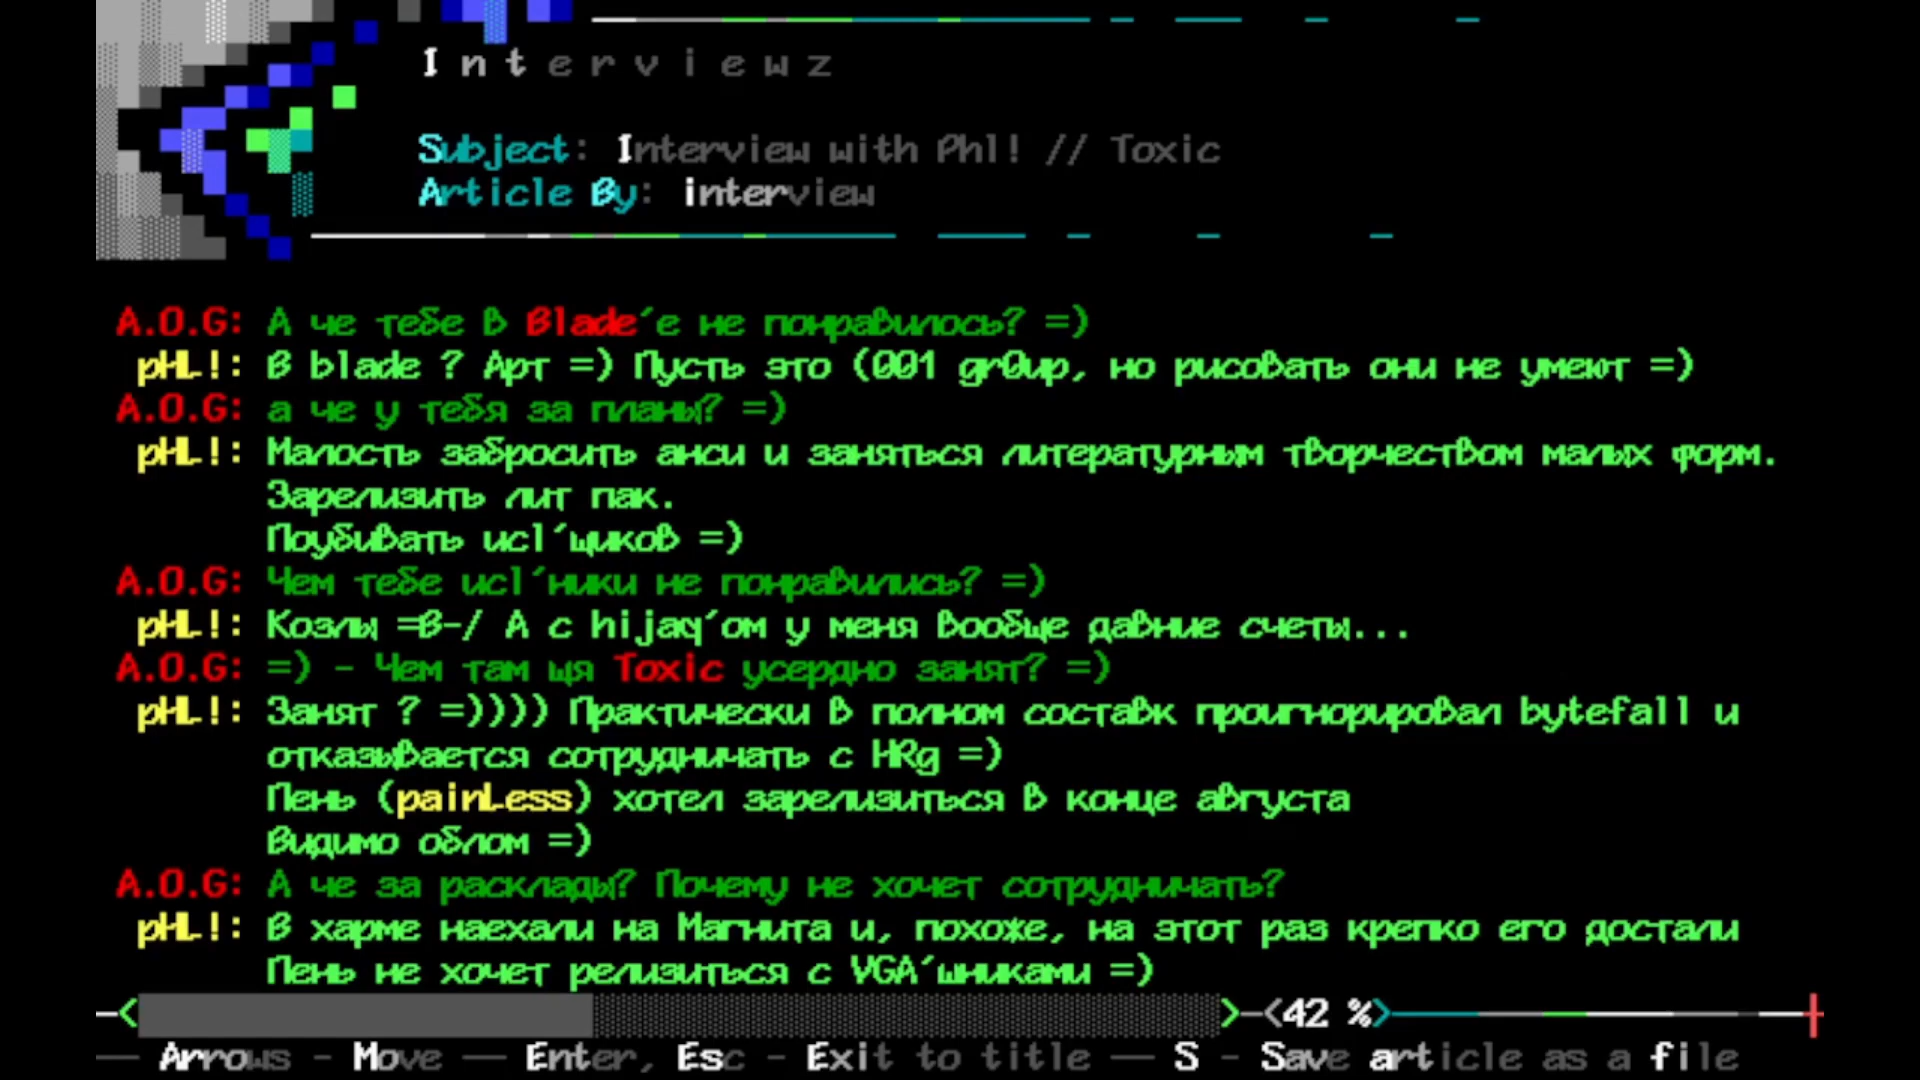 Interviewz
Subject: Interview with Phl! // Toxic
Article By: interview
A.O.G: А че тебе в Blade'е не понравилось? =)
pHL!: В blade ? Арт =) Пусть это (001 gr0up, но рисовать они не умеют =)
A.O.G: а че у тебя за планы? =)
pHL!: Малость забросить анси и заняться литературным творчеством малых форм.
Зарелизить лит пак.
Поубивать исl'щиков =)
A.O.G: Чем тебе исl'ники не понравились? =)
pHL!: Козлы =B-/ А с hijaq'ом у меня вообще давние счеты...
A.O.G: =) - Чем там щя Toxic усердно занят? =)
pHL!: Занят ? =)))) Практически в полном составк проигнорировал bytefall и
отказывается сотрудничать с HRg =)
Пень (painLess) хотел зарелизиться в конце августа
Видимо облом =)
A.O.G: А че за расклады? Почему не хочет сотрудничать?
pHL!: В харме наехали на Магнита и, похоже, на этот раз крепко его достали
Пень не хочет релизиться с VGA'шниками =)
42 %
Arrows - Move — Enter, Esc - Exit to title — S - Save article as a file